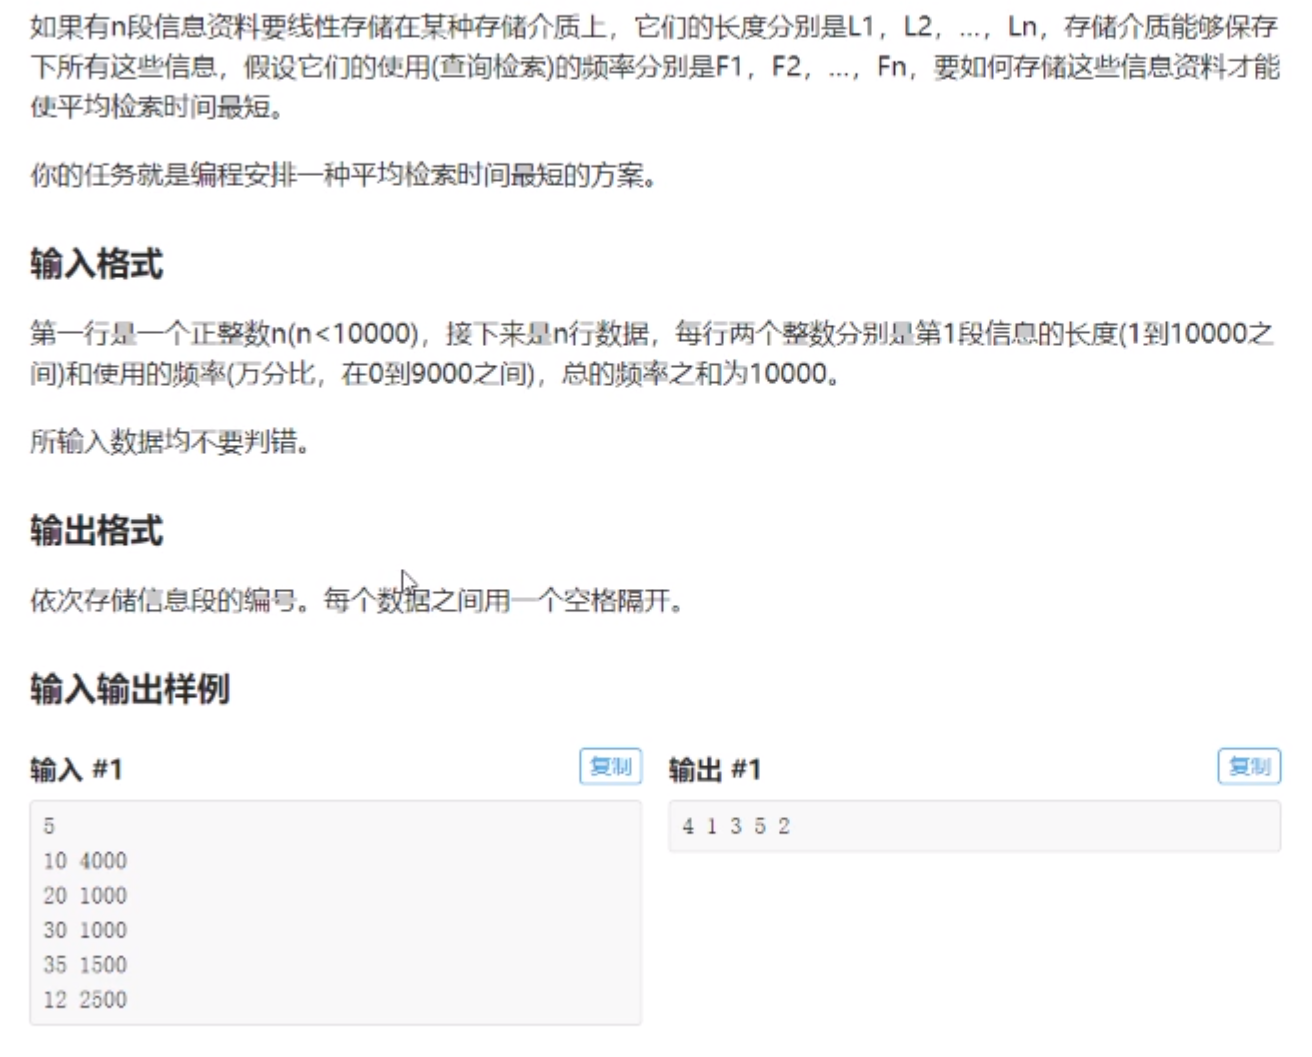 如果有n段信息资料要线性存储在某种存储介质上，它们的长度分别是L1，L2，...，Ln，存储介质能够保存
下所有这些信息，假设它们的使用(查询检索)的频率分别是F1，F2，...，Fn，要如何存储这些信息资料才能
使平均检索时间最短。
你的任务就是编程安排一种平均检索时间最短的方案。
输入格式
第一行是一个正整数n(n<10000)，接下来是n行数据，每行两个整数分别是第1段信息的长度(1到10000之
间)和使用的频率(万分比，在0到9000之间)，总的频率之和为10000。
所输入数据均不要判错。
输出格式
依次存储信息段的编号。每个数据之间用一个空格隔开。
输入输出样例
输入 #1
复制
5
10 4000
20 1000
30 1000
35 1500
12 2500
输出 #1
复制
4 1 3 5 2